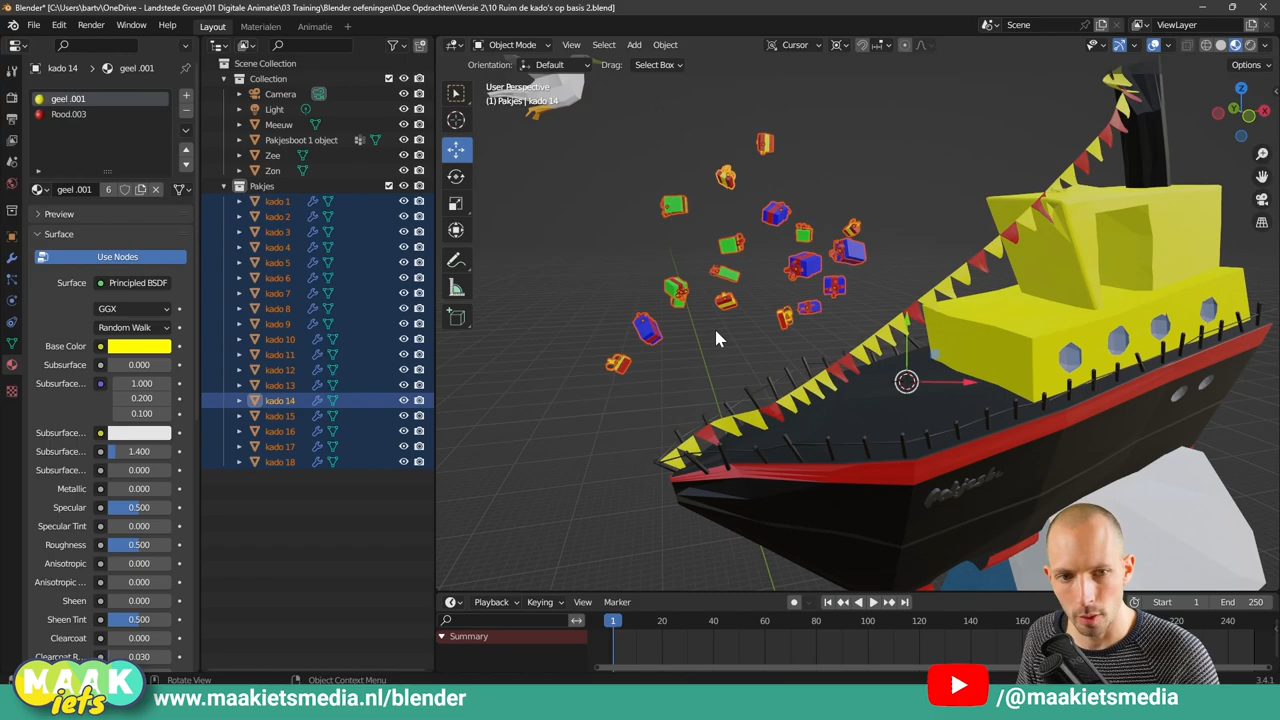 Blender* [C:\Users\bartv\OneDrive - Landstede Groep\01 Digitale Animatie\03 Training\Blender oefeningen\Doe Opdrachten\Versie 2\10 Ruim de kado's op basis 2.blend]
File Edit Render Window Help Layout Materialen Animatie + Scene ViewLayer
Object Mode View Select Add Object Cursor
Orientation: Default Drag: Select Box Options
kado 14 > geel .001
geel .001
Rood.003
geel .001 6
Preview
Surface
Use Nodes
Surface Principled BSDF
GGX
Random Walk
Base Color
Subsurface 0.000
Subsurface... 1.000
0.200
0.100
Subsurface...
Subsurface... 1.400
Subsurface... 0.000
Metallic 0.000
Specular 0.500
Specular Tint 0.000
Roughness 0.500
Anisotropic 0.000
Anisotropic ... 0.000
Sheen 0.000
Sheen Tint 0.500
Clearcoat 0.000
Clearcoat R... 0.030
Scene Collection
Collection
Camera
Light
Meeuw
Pakjesboot 1 object
Zee
Zon
Pakjes
kado 1
kado 2
kado 3
kado 4
kado 5
kado 6
kado 7
kado 8
kado 9
kado 10
kado 11
kado 12
kado 13
kado 14
kado 15
kado 16
kado 17
kado 18
User Perspective
(1) Pakjes | kado 14
Z
X
Playback Keying View Marker Start 1 End 250
1 20 40 60 80 100 120 140 160 180 220 240
Summary
Rotate View Object Context Menu 3.4.1
MAAK
iets
www.maakietsmedia.nl/blender
/@maakietsmedia